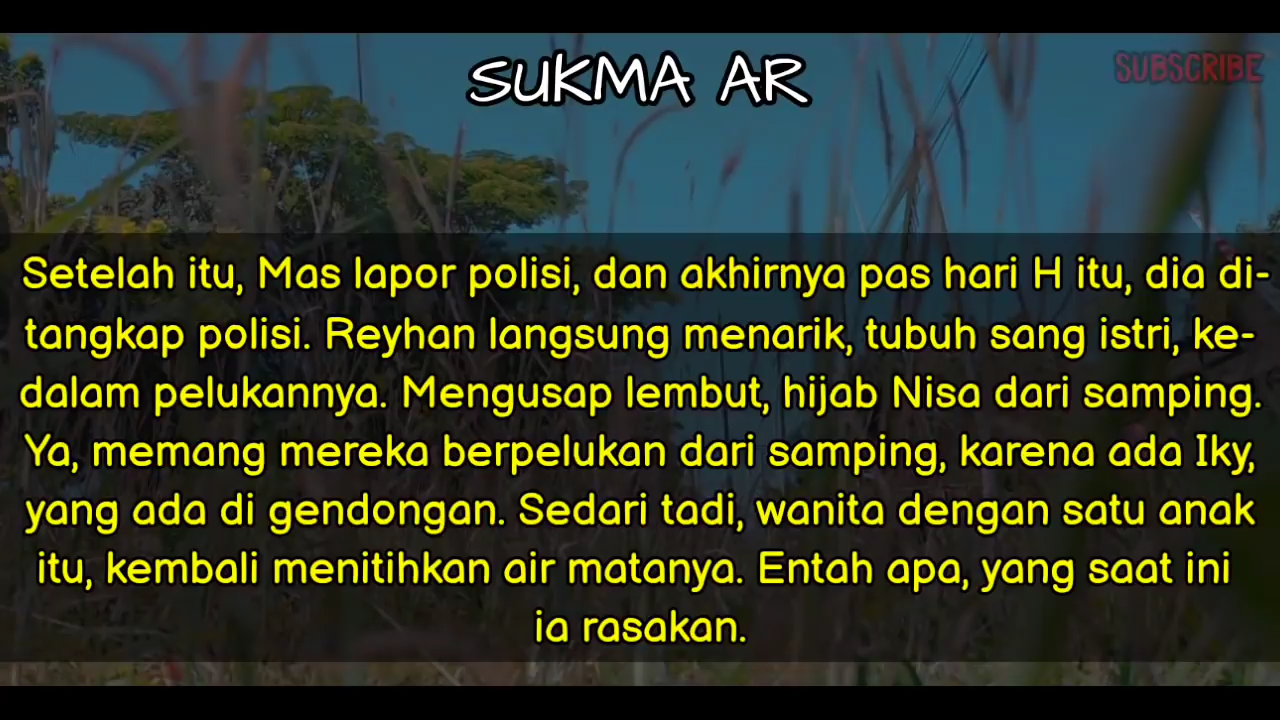 SUKMA AR
SUBSCRIBE
Setelah itu, Mas lapor polisi, dan akhirnya pas hari H itu, dia di-
tangkap polisi. Reyhan langsung menarik, tubuh sang istri, ke-
dalam pelukannya. Mengusap lembut, hijab Nisa dari samping.
Ya, memang mereka berpelukan dari samping, karena ada Iky,
yang ada di gendongan. Sedari tadi, wanita dengan satu anak
itu, kembali menitihkan air matanya. Entah apa, yang saat ini
ia rasakan.